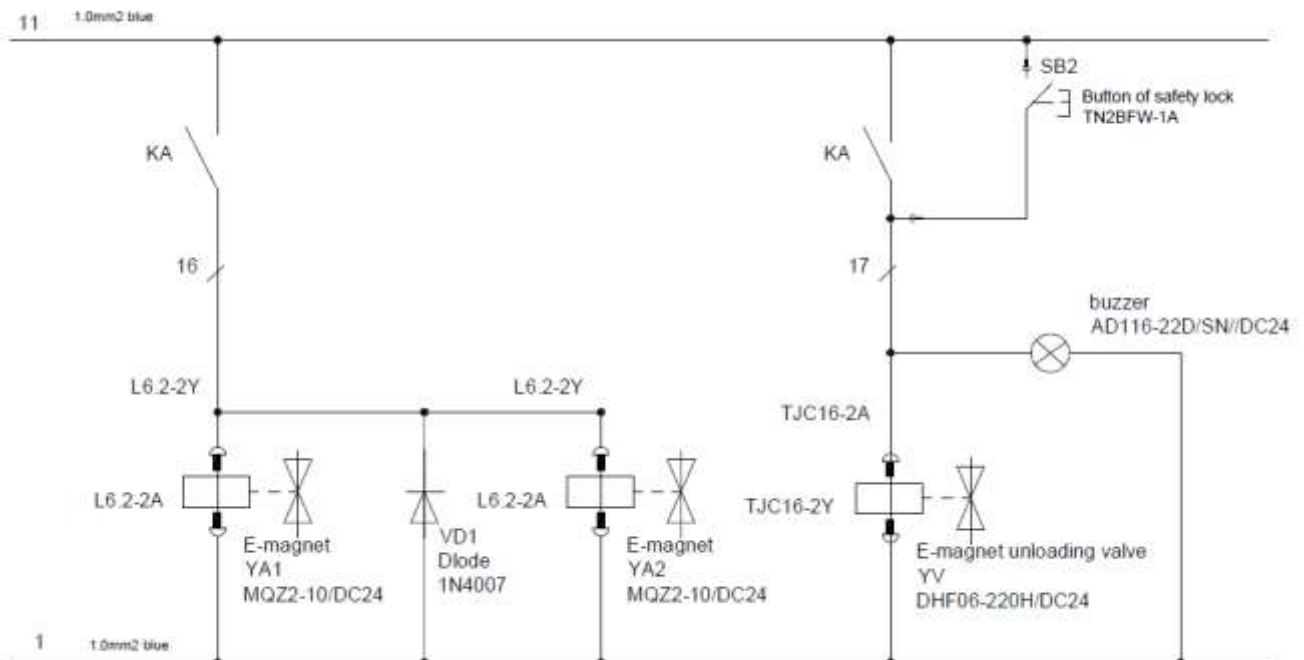 11 1.0mm2 blue
SB2
Button of safety lock
TN2BFW-1A
KA
KA
16
17
buzzer
AD116-22D/SN//DC24
L6.2-2Y
L6.2-2Y
TJC16-2A
L6.2-2A
L6.2-2A
TJC16-2Y
E-magnet
YA1
MQZ2-10/DC24
VD1
Dlode
1N4007
E-magnet
YA2
MQZ2-10/DC24
E-magnet unloading valve
YV
DHF06-220H/DC24
1 1.0mm2 blue